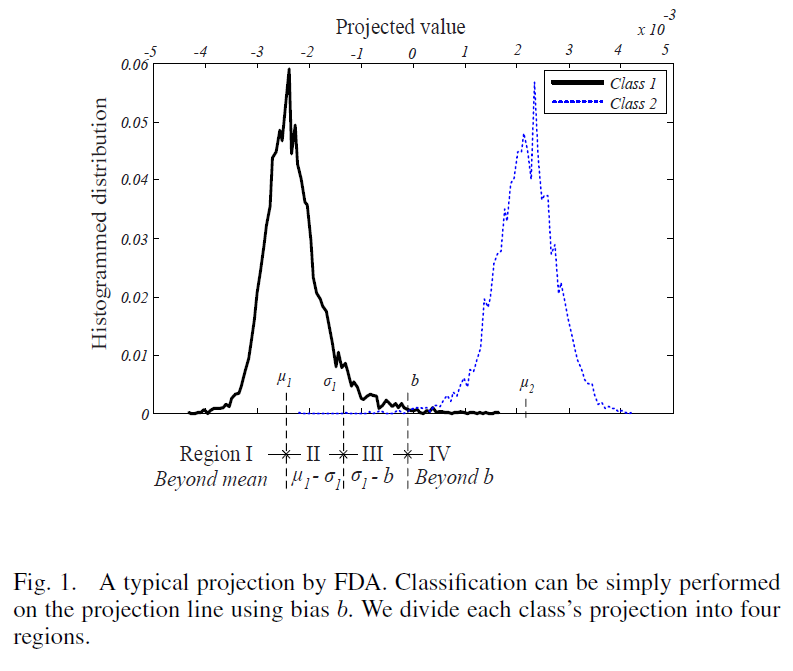 Projected value
x 10⁻³
-5 -4 -3 -2 -1 0 1 2 3 4 5
Histogrammed distribution
0.06
0.05
0.04
0.03
0.02
0.01
0
Class 1
Class 2
μ₁ σ₁ b μ₂
Region I II III IV
Beyond mean μ₁- σ₁ σ₁- b Beyond b
Fig. 1. A typical projection by FDA. Classification can be simply performed
on the projection line using bias b. We divide each class's projection into four
regions.